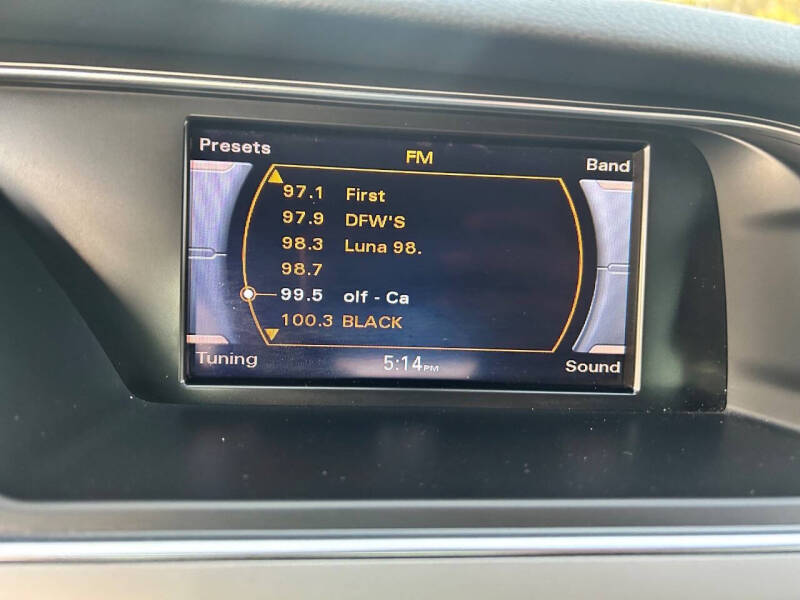 Presets
FM
Band
97.1 First
97.9 DFW'S
98.3 Luna 98.
98.7
99.5 olf - Ca
100.3 BLACK
Tuning
5:14PM
Sound